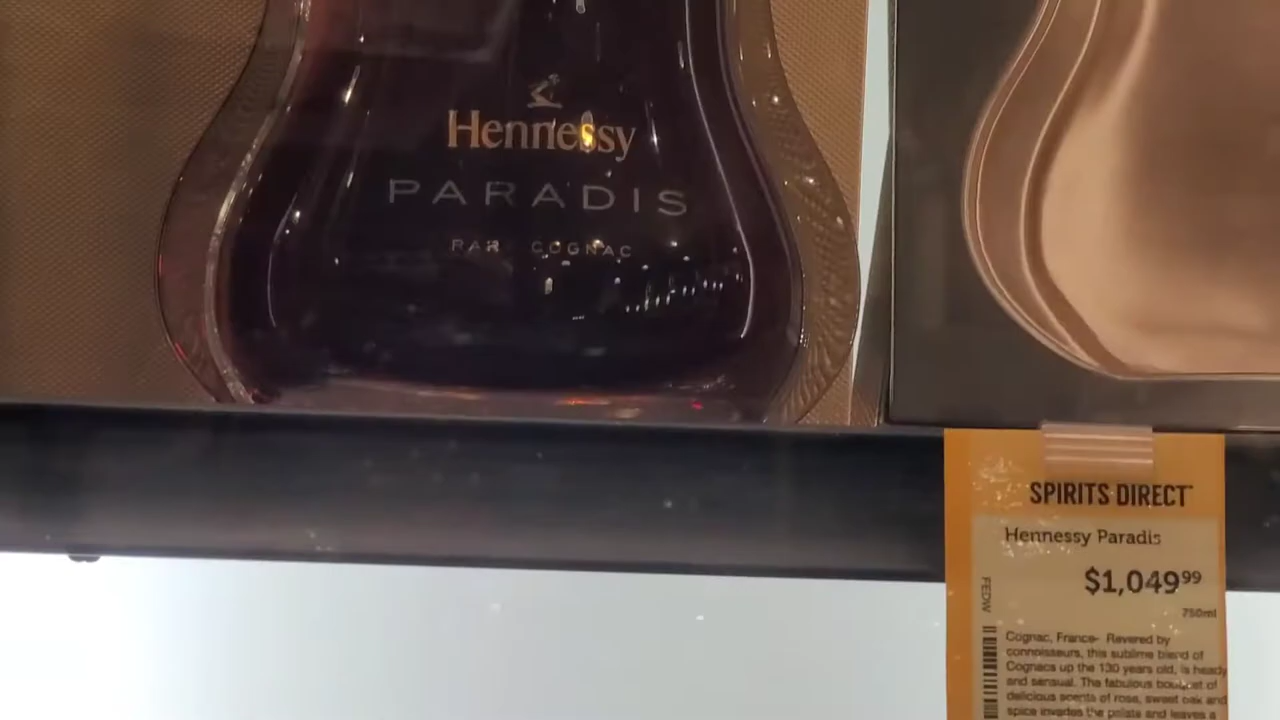 Hennessy
PARADIS
RARE COGNAC
SPIRITS DIRECT
Hennessy Paradis
$1,04999
750ml
FEDW
Cognac, France- Revered by
connoisseurs, this sublime blend of
Cognacs up the 130 years old, is heady
and sensual. The fabulous bouquet of
delicious scents of rose, sweet oak and
spice invades the palate and leaves a